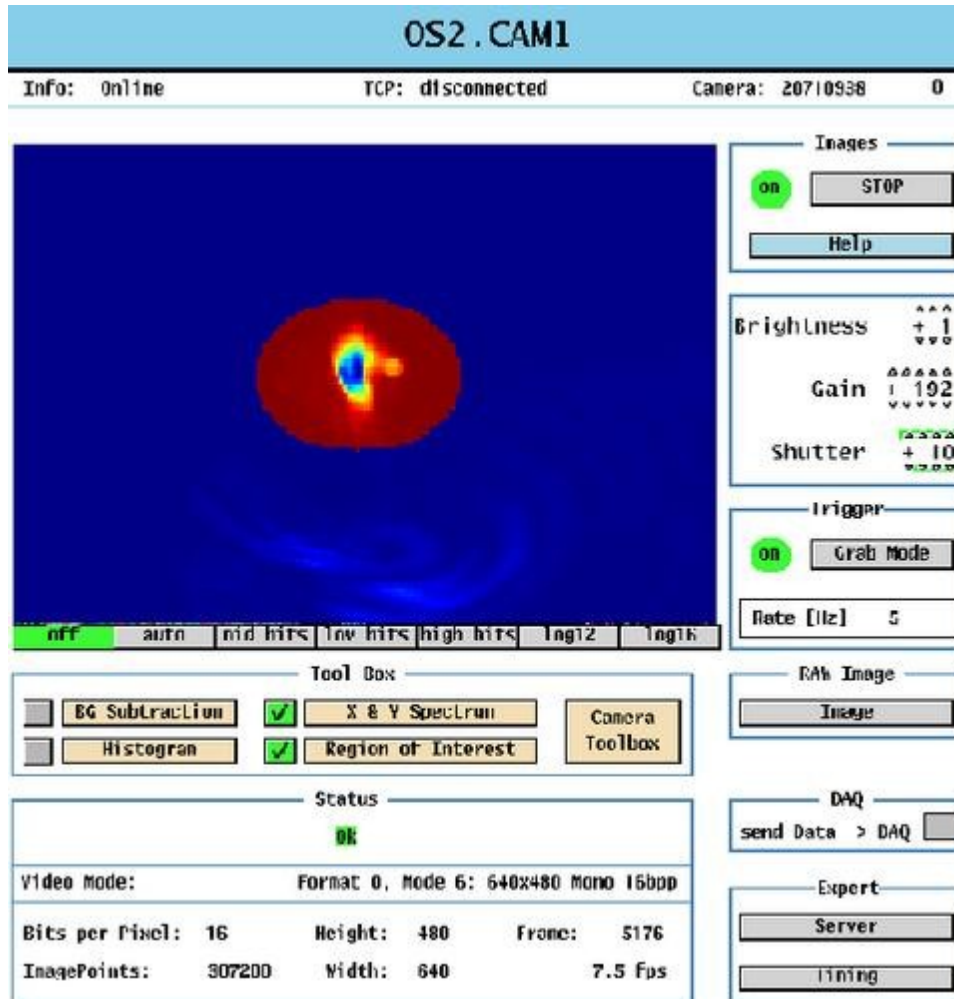 OS2.CAM1
Info: Online TCP: disconnected Camera: 20710938 0
Images
on STOP
Help
Brightness + 1
Gain 192
Shutter + 10
Trigger
on Grab Mode
Rate [Hz] 5
off auto mid bits low bits high bits log12 log16
Tool Box
BG Subtraction X & Y Spectrum Camera Toolbox
Histogram Region of Interest
RAW Image
Image
Status
Ok
DAQ
send Data > DAQ
Video Mode: Format 0, Mode 6: 640x480 Mono 16bpp
Bits per Pixel: 16 Height: 480 Frame: 5176
ImagePoints: 307200 Width: 640 7.5 fps
Expert
Server
Timing